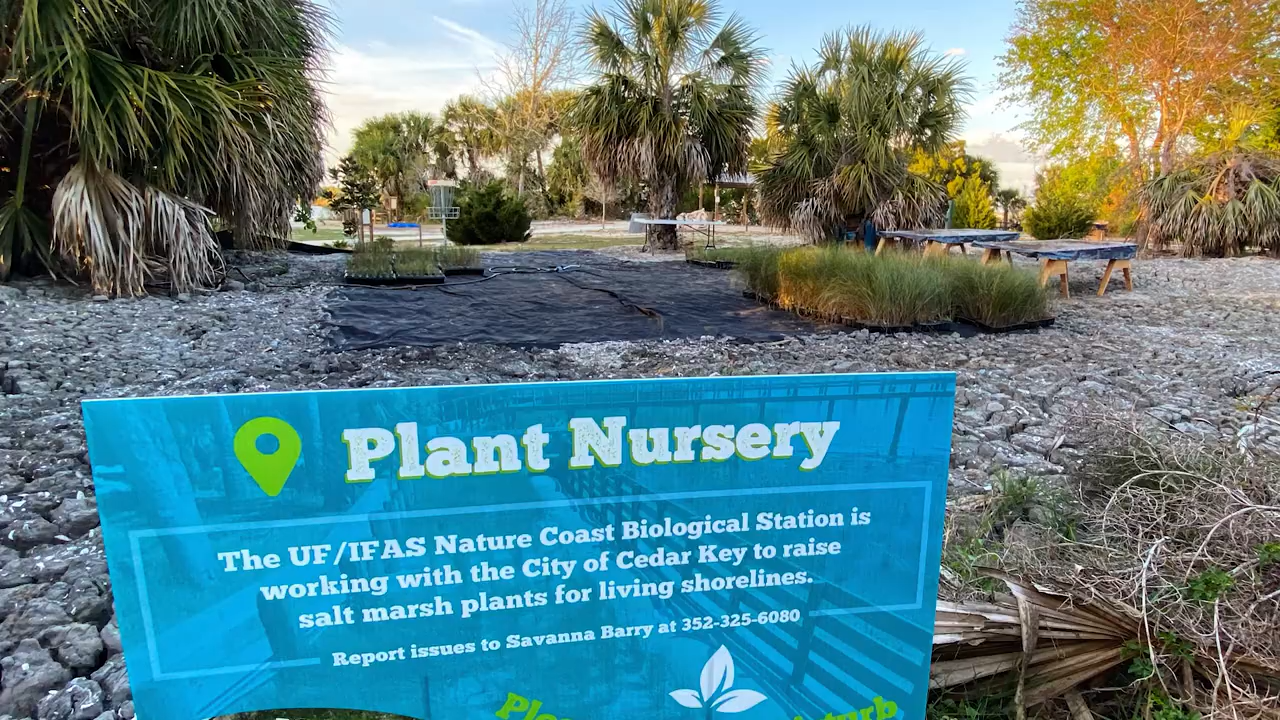 Plant Nursery
The UF/IFAS Nature Coast Biological Station is
working with the City of Cedar Key to raise
salt marsh plants for living shorelines.
Report issues to Savanna Barry at 352-325-6080